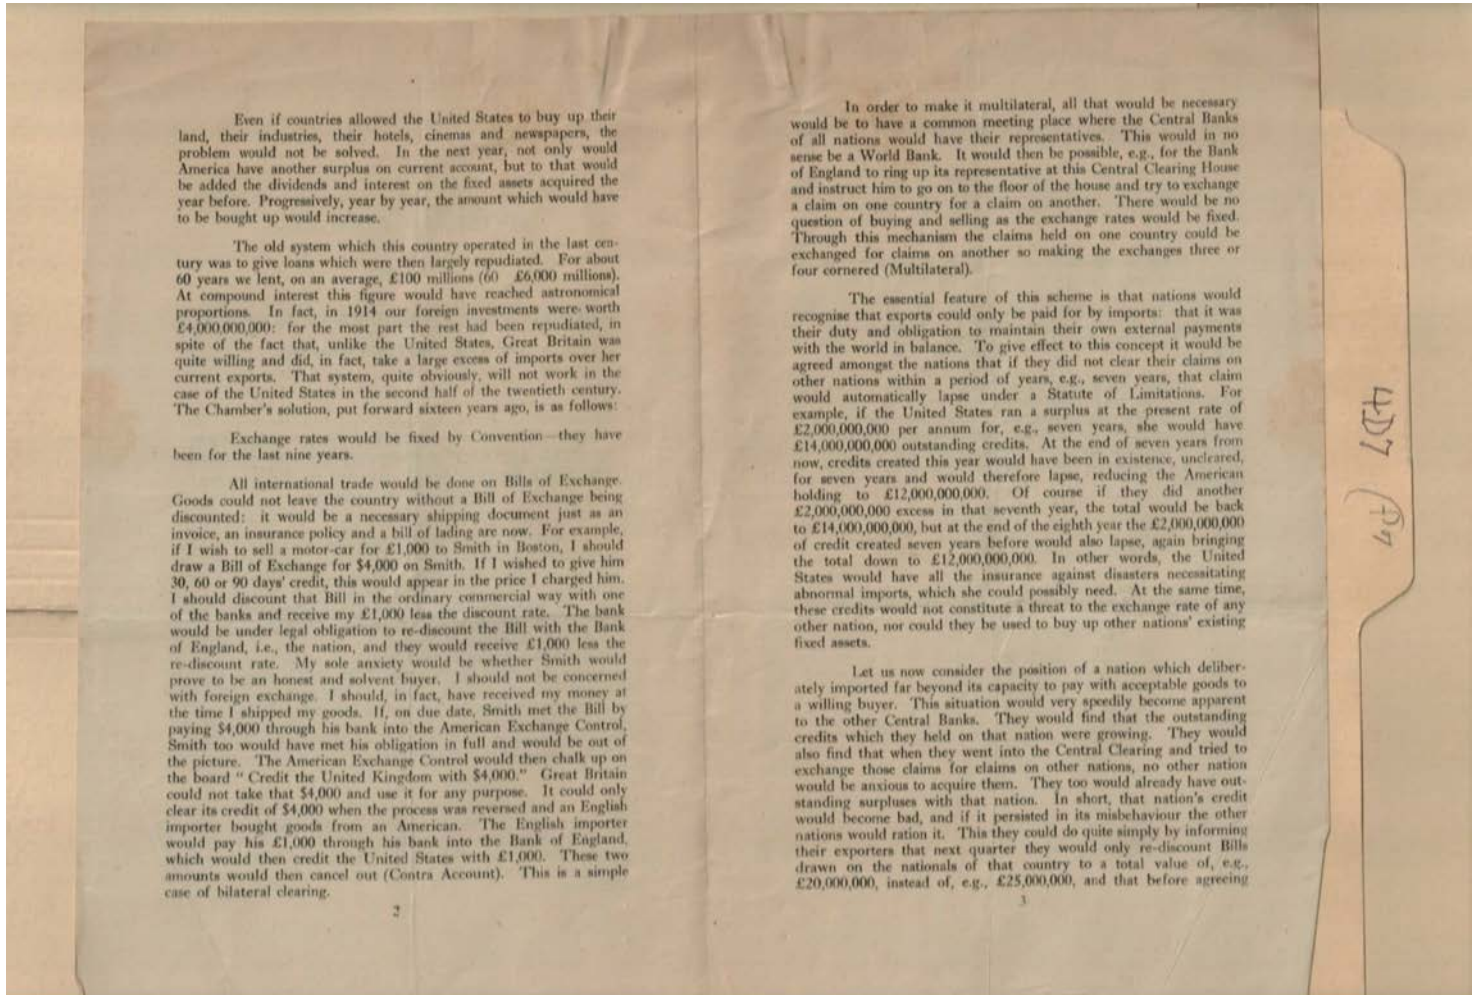 Even if countries allowed the United States to buy up their
land, their industries, their hotels, cinemas and newspapers, the
problem would not be solved. In the next year, not only would
America have another surplus on current account, but to that would
be added the dividends and interest on the fixed assets acquired the
year before. Progressively, year by year, the amount which would have
to be bought up would increase.
The old system which this country operated in the last cen-
tury was to give loans which were then largely repudiated. For about
60 years we lent, on an average, £100 millions (60 £6,000 millions).
At compound interest this figure would have reached astronomical
proportions. In fact, in 1914 our foreign investments were worth
£4,000,000,000: for the most part the rest had been repudiated, in
spite of the fact that, unlike the United States, Great Britain was
quite willing and did, in fact, take a large excess of imports over her
current exports. That system, quite obviously, will not work in the
case of the United States in the second half of the twentieth century.
The Chamber's solution, put forward sixteen years ago, is as follows:
Exchange rates would be fixed by Convention—they have
been for the last nine years.
All international trade would be done on Bills of Exchange.
Goods could not leave the country without a Bill of Exchange being
discounted: it would be a necessary shipping document just as an
invoice, an insurance policy and a bill of lading are now. For example,
if I wish to sell a motor-car for £1,000 to Smith in Boston, I should
draw a Bill of Exchange for $4,000 on Smith. If I wished to give him
30, 60 or 90 days' credit, this would appear in the price I charged him.
I should discount that Bill in the ordinary commercial way with one
of the banks and receive my £1,000 less the discount rate. The bank
would be under legal obligation to re-discount the Bill with the Bank
of England, i.e., the nation, and they would receive £1,000 less the
re-discount rate. My sole anxiety would be whether Smith would
prove to be an honest and solvent buyer. I should not be concerned
with foreign exchange. I should, in fact, have received my money at
the time I shipped my goods. If, on due date, Smith met the Bill by
paying $4,000 through his bank into the American Exchange Control,
Smith too would have met his obligation in full and would be out of
the picture. The American Exchange Control would then chalk up on
the board "Credit the United Kingdom with $4,000." Great Britain
could not take that $4,000 and use it for any purpose. It could only
clear its credit of $4,000 when the process was reversed and an English
importer bought goods from an American. The English importer
would pay his £1,000 through his bank into the Bank of England,
which would then credit the United States with £1,000. These two
amounts would then cancel out (Contra Account). This is a simple
case of bilateral clearing.
2
In order to make it multilateral, all that would be necessary
would be to have a common meeting place where the Central Banks
of all nations would have their representatives. This would in no
sense be a World Bank. It would then be possible, e.g., for the Bank
of England to ring up its representative at this Central Clearing House
and instruct him to go on to the floor of the house and try to exchange
a claim on one country for a claim on another. There would be no
question of buying and selling as the exchange rates would be fixed.
Through this mechanism the claims held on one country could be
exchanged for claims on another so making the exchanges three or
four cornered (Multilateral).
The essential feature of this scheme is that nations would
recognise that exports could only be paid for by imports: that it was
their duty and obligation to maintain their own external payments
with the world in balance. To give effect to this concept it would be
agreed amongst the nations that if they did not clear their claims on
other nations within a period of years, e.g., seven years, that claim
would automatically lapse under a Statute of Limitations. For
example, if the United States ran a surplus at the present rate of
£2,000,000,000 per annum for, e.g., seven years, she would have
£14,000,000,000 outstanding credits. At the end of seven years from
now, credits created this year would have been in existence, uncleared,
for seven years and would therefore lapse, reducing the American
holding to £12,000,000,000. Of course if they did another
£2,000,000,000 excess in that seventh year, the total would be back
to £14,000,000,000, but at the end of the eighth year the £2,000,000,000
of credit created seven years before would also lapse, again bringing
the total down to £12,000,000,000. In other words, the United
States would have all the insurance against disasters necessitating
abnormal imports, which she could possibly need. At the same time,
these credits would not constitute a threat to the exchange rate of any
other nation, nor could they be used to buy up other nations' existing
fixed assets.
Let us now consider the position of a nation which deliber-
ately imported far beyond its capacity to pay with acceptable goods to
a willing buyer. This situation would very speedily become apparent
to the other Central Banks. They would find that the outstanding
credits which they held on that nation were growing. They would
also find that when they went into the Central Clearing and tried to
exchange those claims for claims on other nations, no other nation
would be anxious to acquire them. They too would already have out-
standing surpluses with that nation. In short, that nation's credit
would become bad, and if it persisted in its misbehaviour the other
nations would ration it. This they could do quite simply by informing
their exporters that next quarter they would only re-discount Bills
drawn on the nationals of that country to a total value of, e.g.,
£20,000,000, instead of, e.g., £25,000,000, and that before agreeing
3